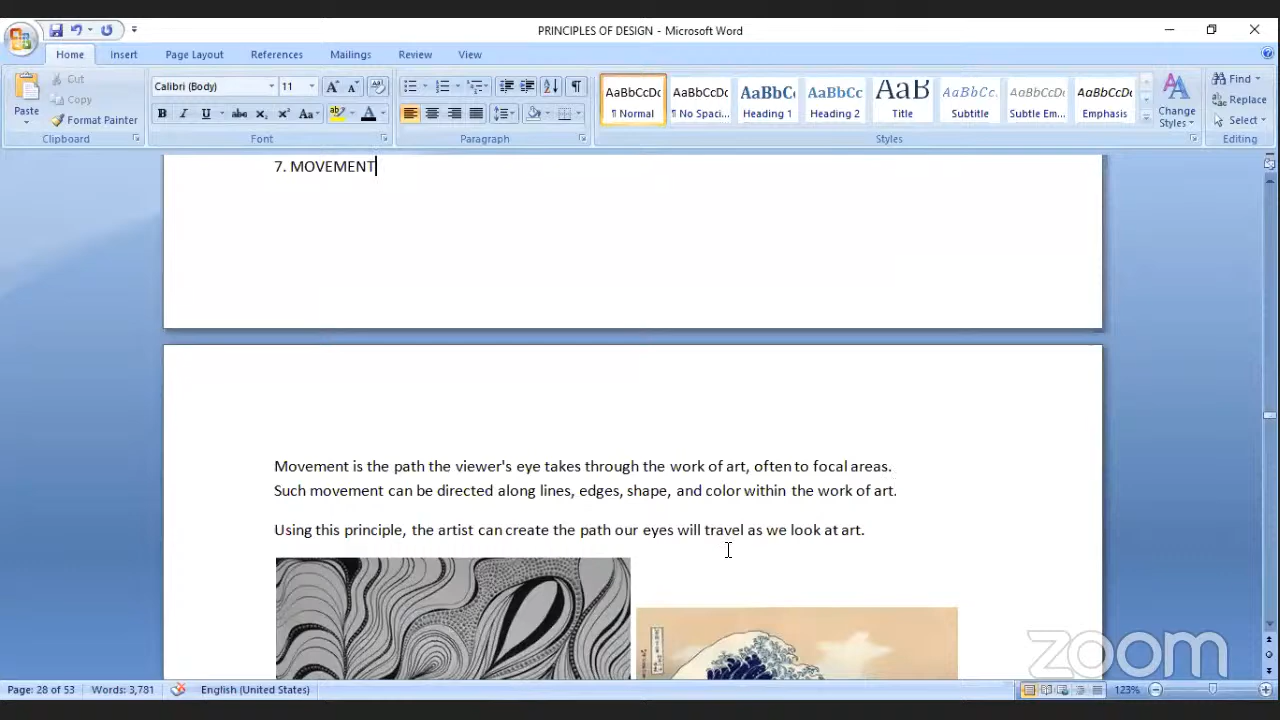 PRINCIPLES OF DESIGN - Microsoft Word
Home Insert Page Layout References Mailings Review View
Paste
Cut
Copy
Format Painter
Clipboard
Calibri (Body) 11
Font
Paragraph
AaBbCcDc AaBbCcDc AaBbC AaBbCc AaB AaBbCc. AaBbCcDc AaBbCcDc
¶ Normal ¶ No Spaci... Heading 1 Heading 2 Title Subtitle Subtle Em... Emphasis
Change
Styles
Styles
Find
Replace
Select
Editing
7. MOVEMENT
Movement is the path the viewer's eye takes through the work of art, often to focal areas.
Such movement can be directed along lines, edges, shape, and color within the work of art.
Using this principle, the artist can create the path our eyes will travel as we look at art.
zoom
Page: 28 of 53 Words: 3,781 English (United States) 123%